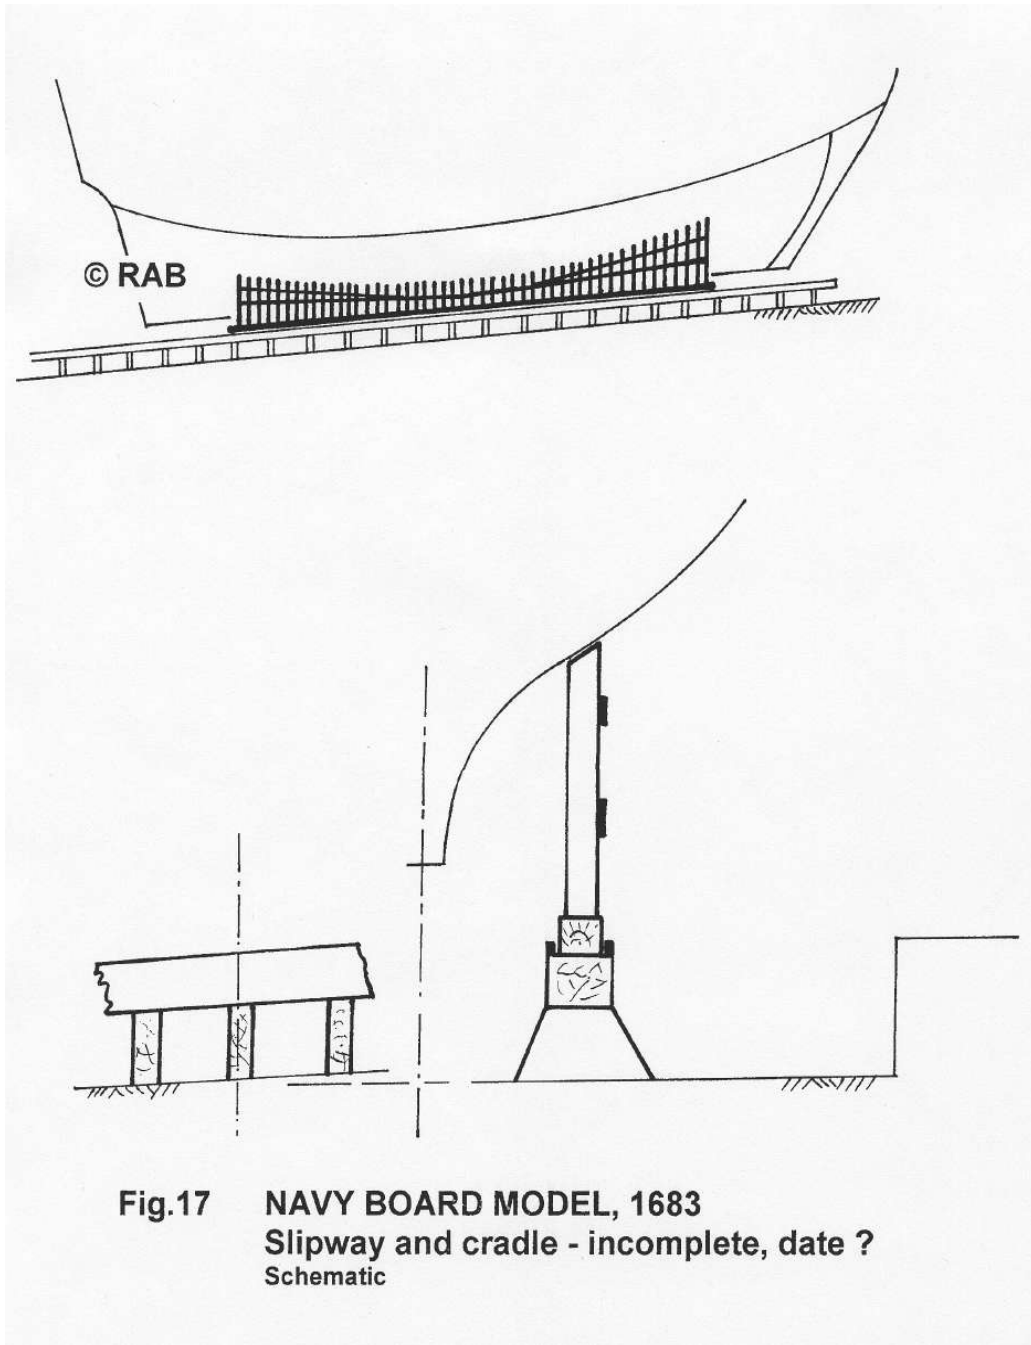 © RAB
Fig.17 NAVY BOARD MODEL, 1683
Slipway and cradle - incomplete, date ?
Schematic